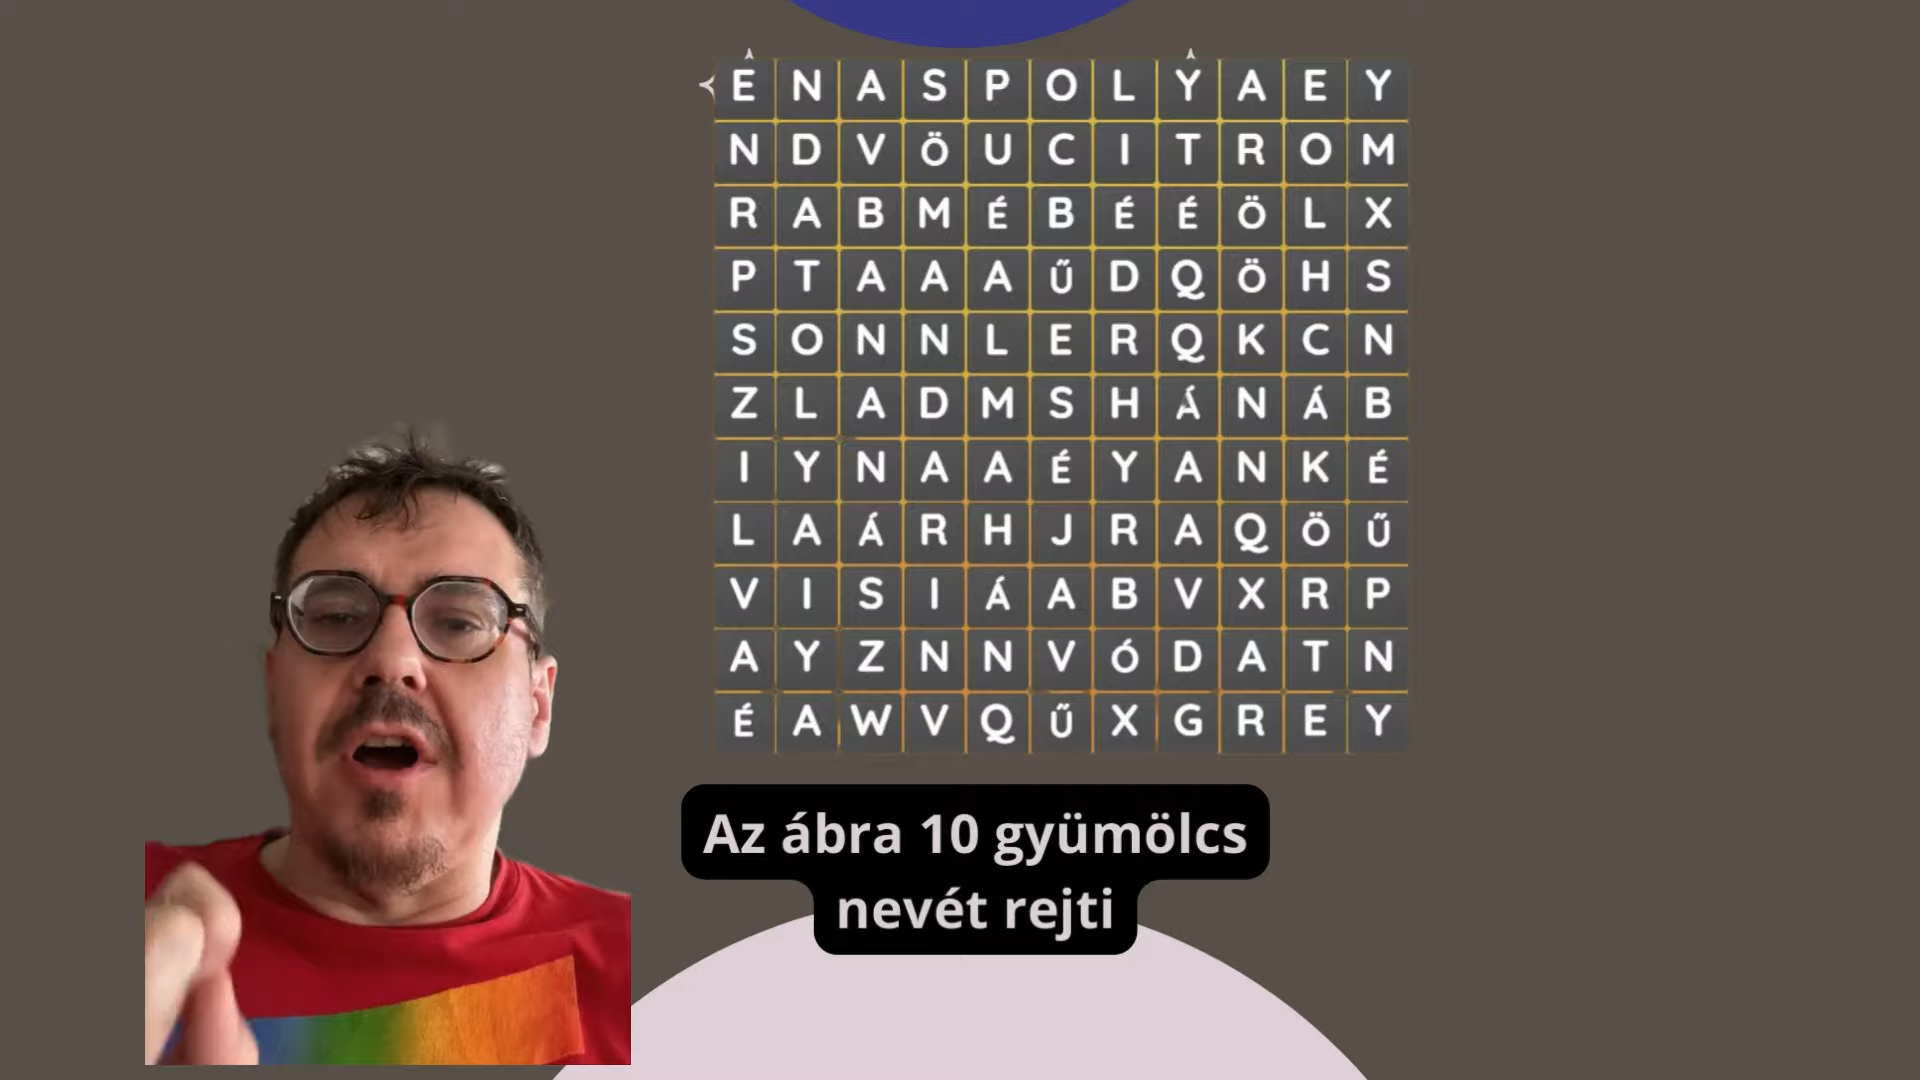 E N A S P O L Y A E Y
N D V Ö U C I T R O M
R A B M É B É É Ö L X
P T A A A Ű D Q Ö H S
S O N N L E R Q K C N
Z L A D M S H Á N Á B
I Y N A A É Y A N K É
L A Á R H J R A Q Ö Ű
V I S I Á A B V X R P
A Y Z N N V Ó D A T N
É A W V Q Ű X G R E Y
Az ábra 10 gyümölcs
nevét rejti